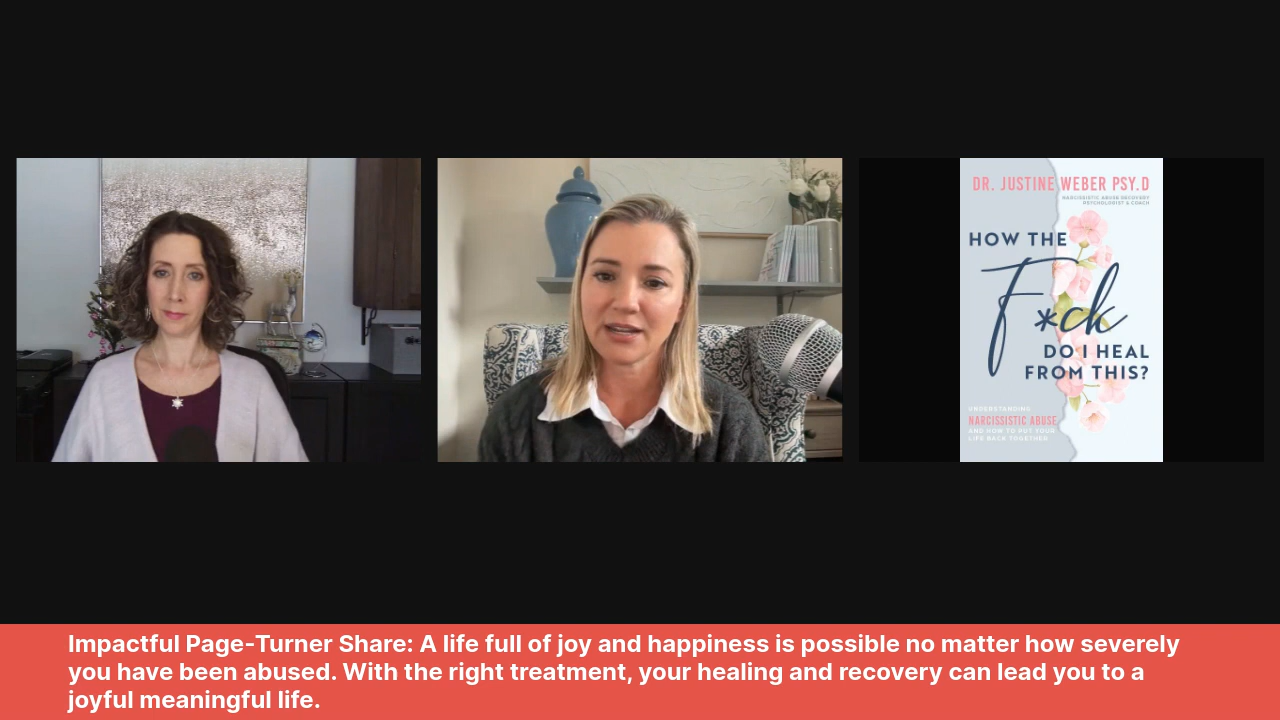 DR. JUSTINE WEBER PSY.D
NARCISSISTIC ABUSE RECOVERY
PSYCHOLOGIST & COACH
HOW THE
F*ck
DO I HEAL
FROM THIS?
UNDERSTANDING
NARCISSISTIC ABUSE
AND HOW TO PUT YOUR
LIFE BACK TOGETHER
Impactful Page-Turner Share: A life full of joy and happiness is possible no matter how severely
you have been abused. With the right treatment, your healing and recovery can lead you to a
joyful meaningful life.